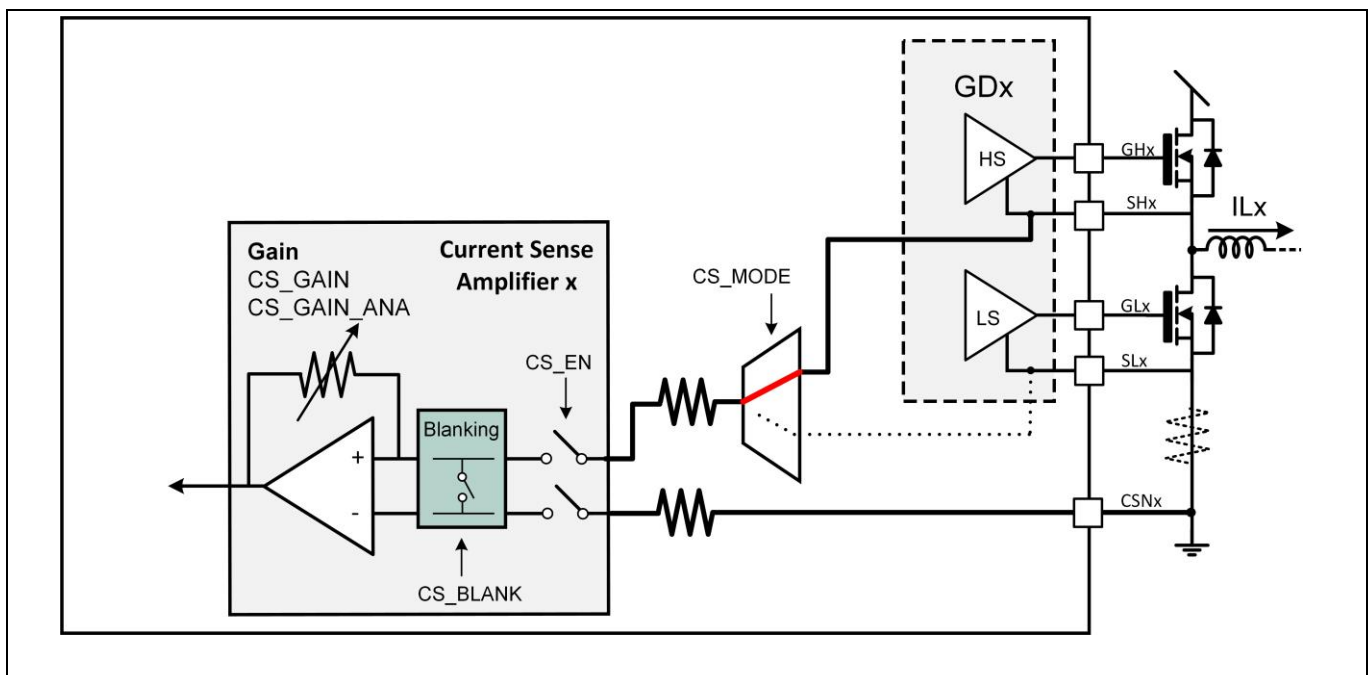 GDx
HS
GHx
SHx
ILx
LS
GLx
SLx
CS_MODE
Gain
CS_GAIN
CS_GAIN_ANA
Current Sense
Amplifier x
CS_EN
Blanking
+
-
CSNx
CS_BLANK